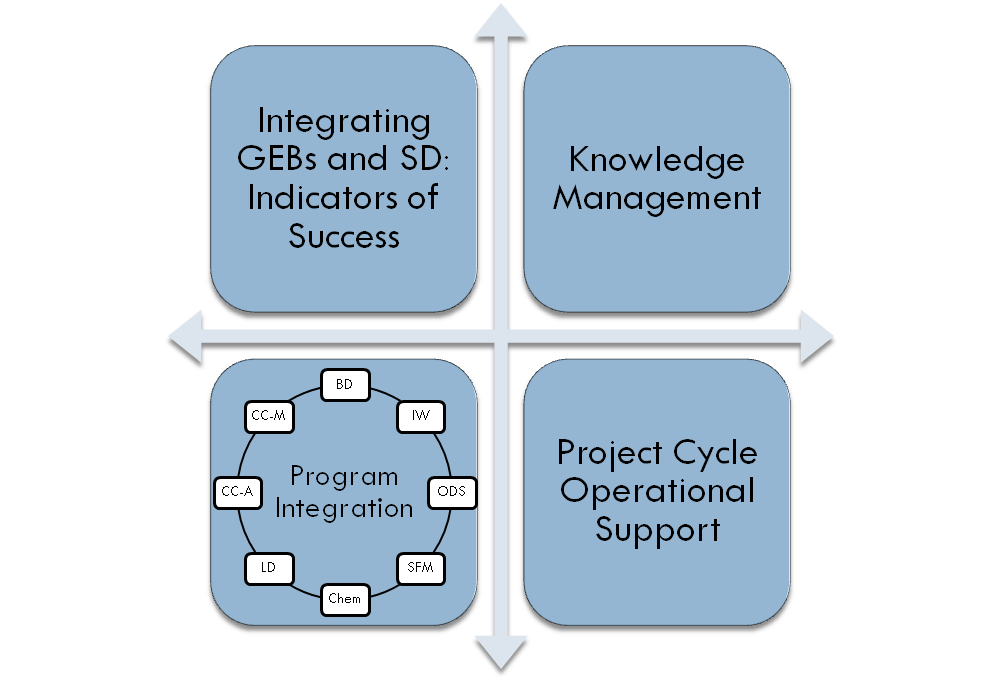 Integrating
GEBs and SD:
Indicators of
Success
Knowledge
Management
BD
IW
ODS
SFM
Chem
LD
CC-A
CC-M
Program
Integration
Project Cycle
Operational
Support